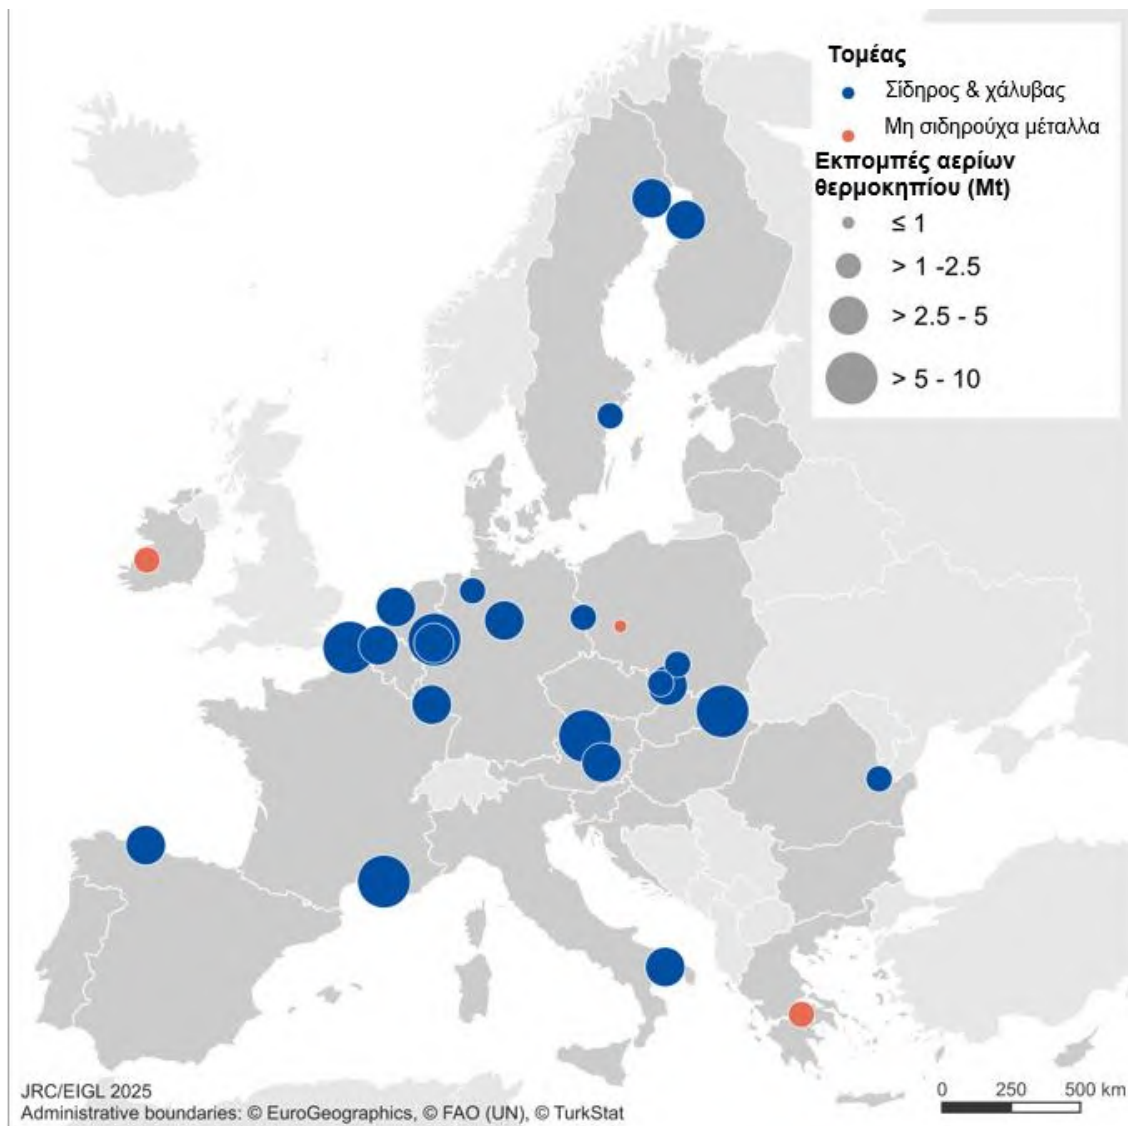 Τομέας
Σίδηρος & χάλυβας
Μη σιδηρούχα μέταλλα
Εκπομπές αερίων
θερμοκηπίου (Mt)
≤ 1
> 1 -2.5
> 2.5 - 5
> 5 - 10
JRC/EIGL 2025
Administrative boundaries: © EuroGeographics, © FAO (UN), © TurkStat
0 250 500 km